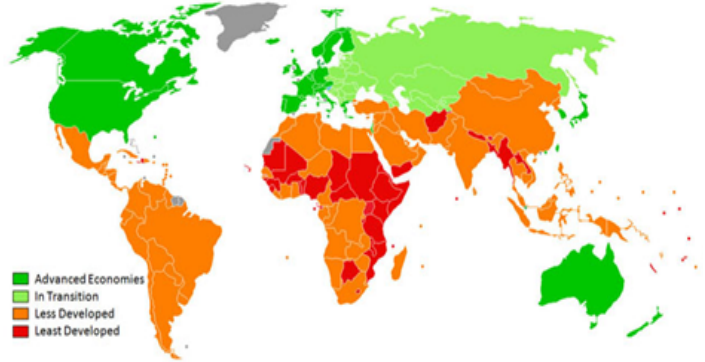 Advanced Economies
In Transition
Less Developed
Least Developed